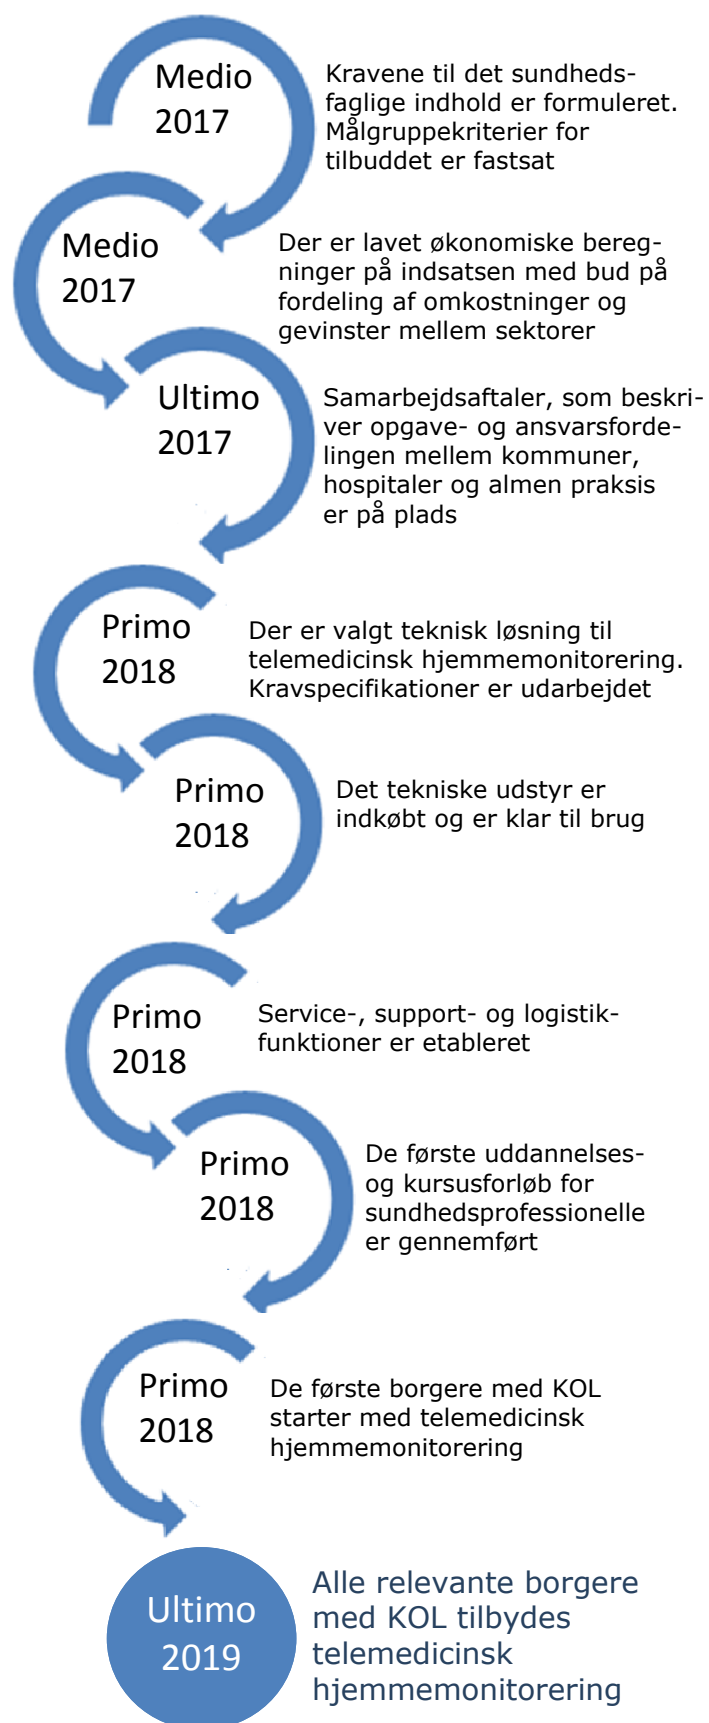 Medio
2017
Kravene til det sundheds-
faglige indhold er formuleret.
Målgruppekriterier for
tilbuddet er fastsat
Medio
2017
Der er lavet økonomiske bereg-
ninger på indsatsen med bud på
fordeling af omkostninger og
gevinster mellem sektorer
Ultimo
2017
Samarbejdsaftaler, som beskri-
ver opgave- og ansvarsforde-
lingen mellem kommuner,
hospitaler og almen praksis
er på plads
Primo
2018
Der er valgt teknisk løsning til
telemedicinsk hjemmemonitorering.
Kravspecifikationer er udarbejdet
Primo
2018
Det tekniske udstyr er
indkøbt og er klar til brug
Primo
2018
Service-, support- og logistik-
funktioner er etableret
Primo
2018
De første uddannelses-
og kursusforløb for
sundhedsprofessionelle
er gennemført
Primo
2018
De første borgere med KOL
starter med telemedicinsk
hjemmemonitorering
Ultimo
2019
Alle relevante borgere
med KOL tilbydes
telemedicinsk
hjemmemonitorering